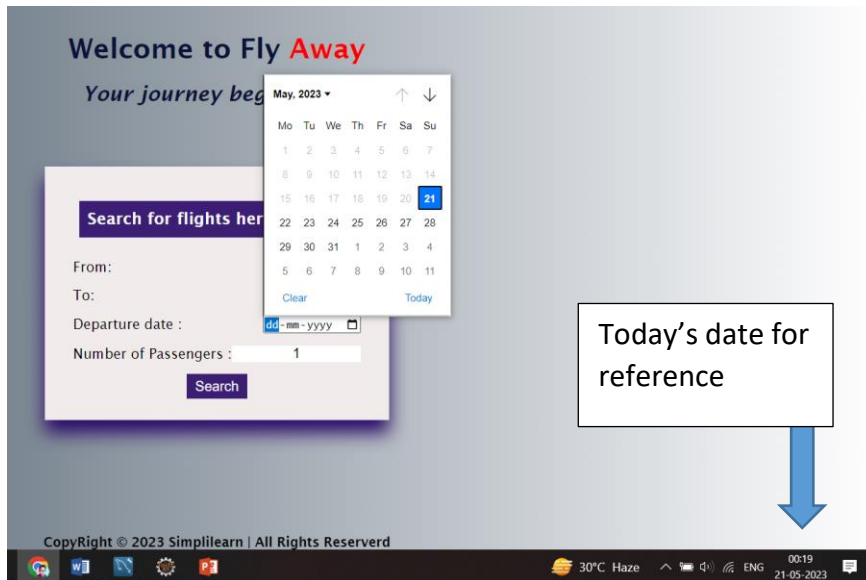 Welcome to Fly Away
Your journey beg
May, 2023
Mo Tu We Th Fr Sa Su
1 2 3 4 5 6 7
8 9 10 11 12 13 14
15 16 17 18 19 20 21
22 23 24 25 26 27 28
29 30 31 1 2 3 4
5 6 7 8 9 10 11
Clear Today
Search for flights her
From:
To:
Departure date : dd-mm-yyyy
Number of Passengers : 1
Search
Today's date for
reference
CopyRight © 2023 Simplilearn | All Rights Reserverd
30°C Haze ENG 00:19
21-05-2023